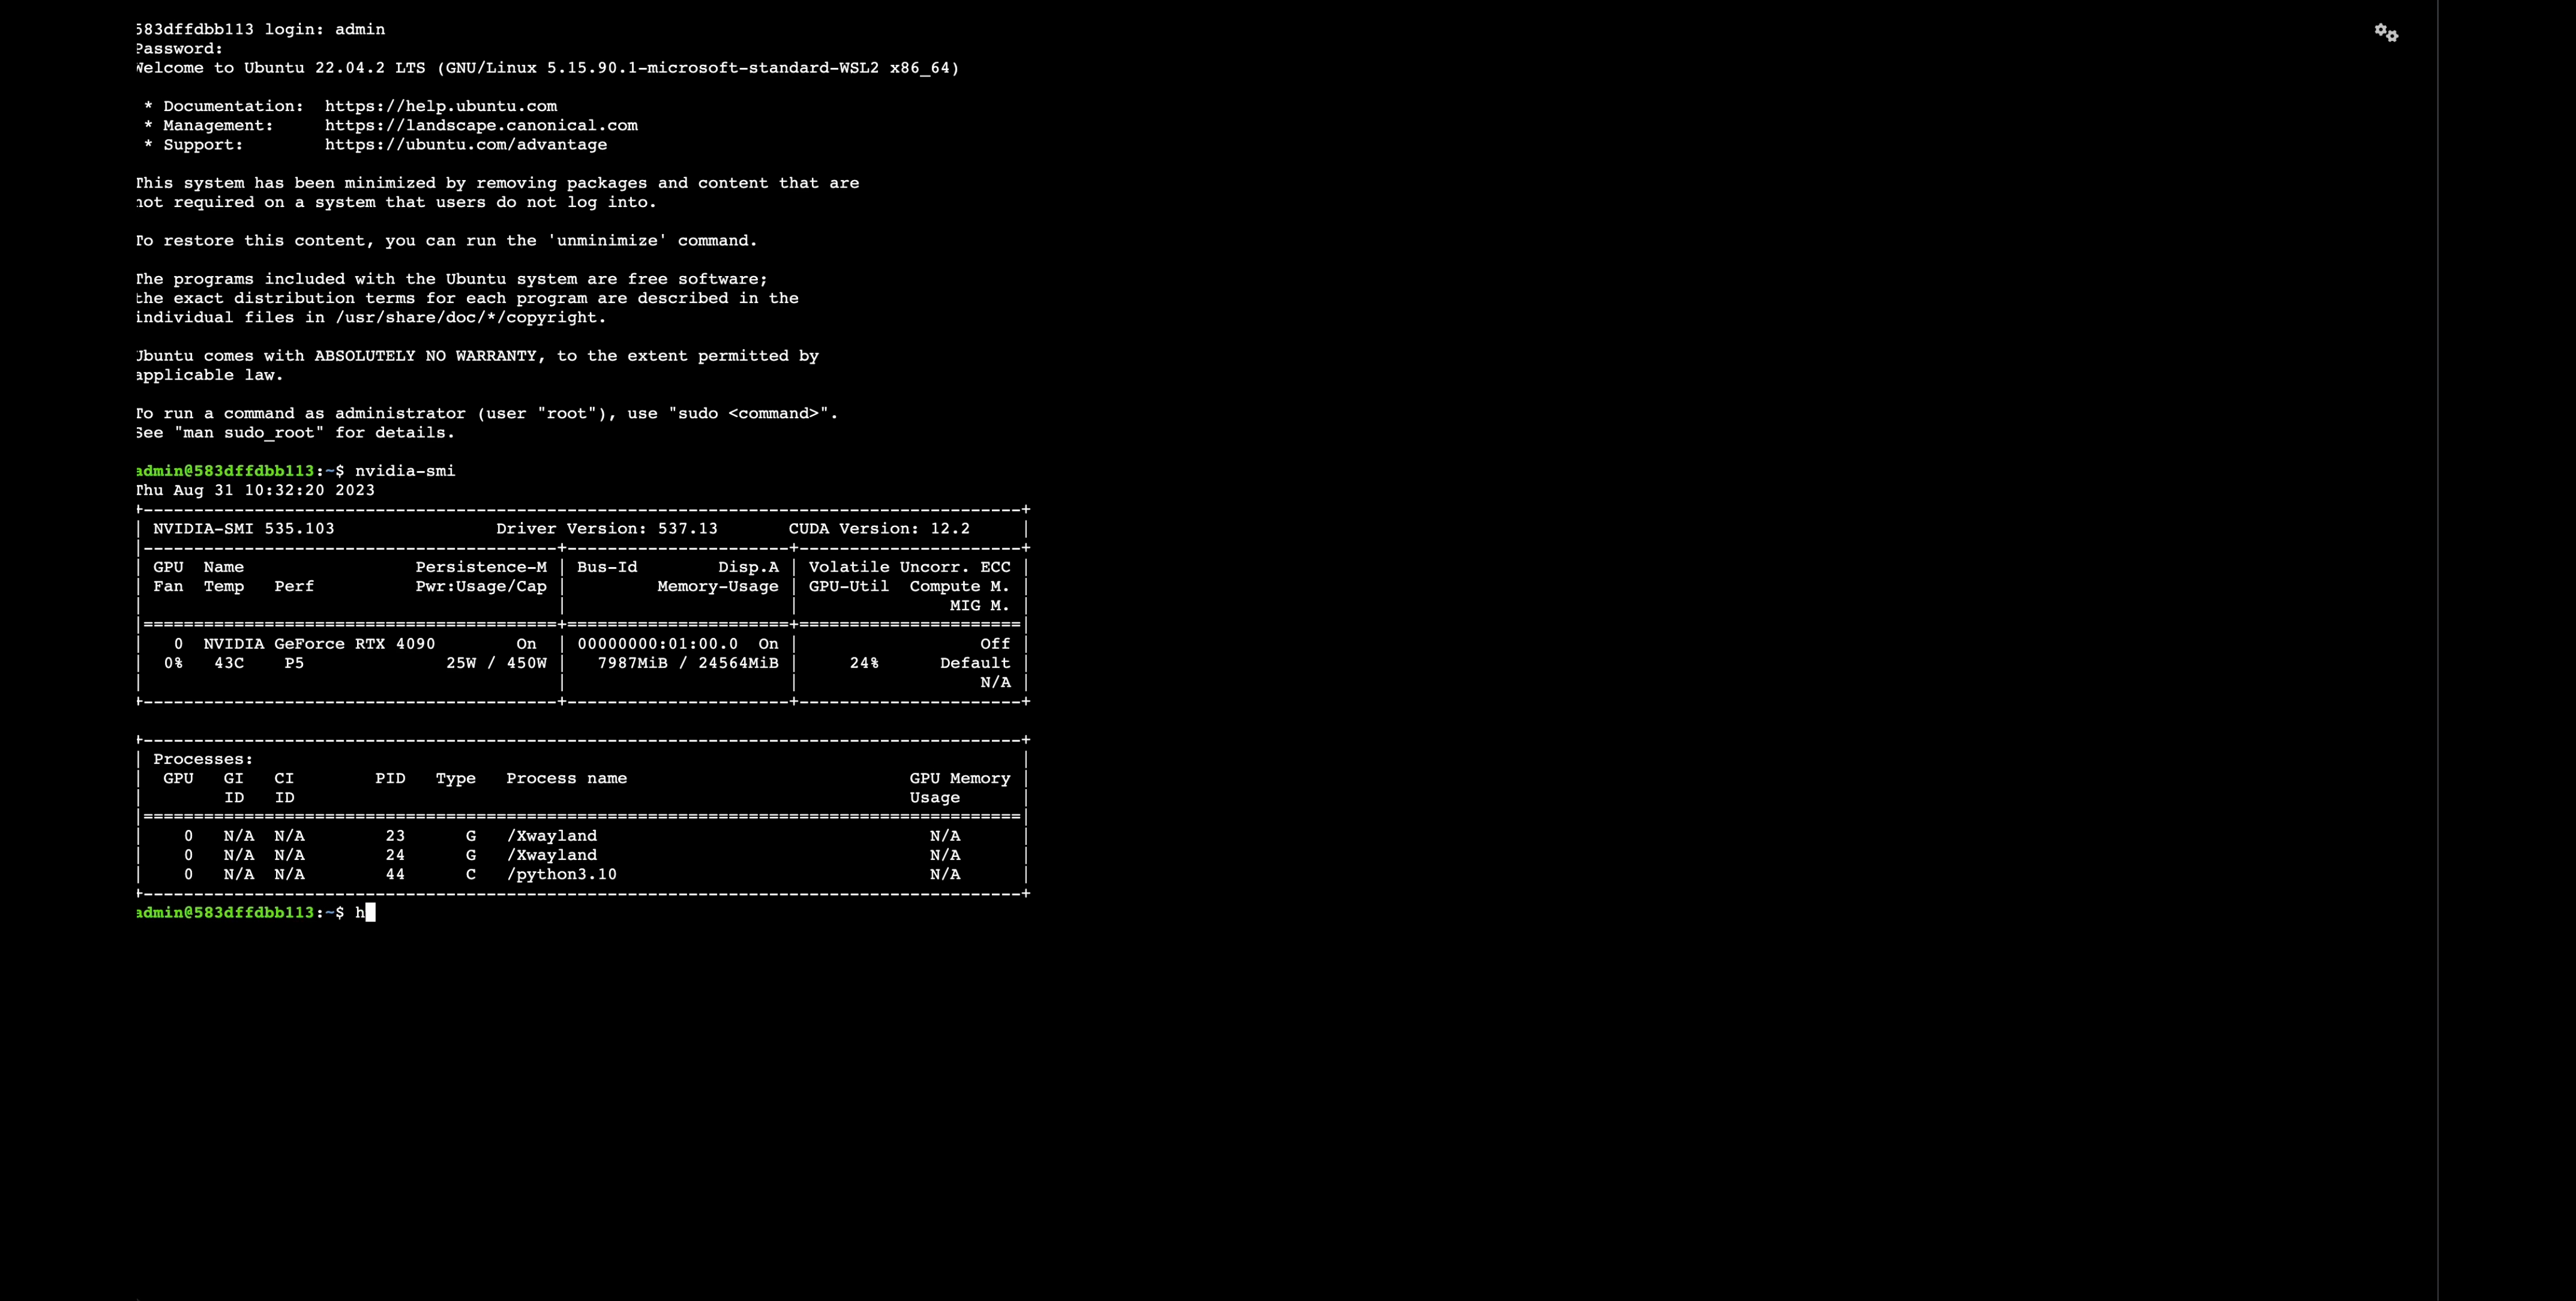 583dffdbb113 login: admin
Password:
Welcome to Ubuntu 22.04.2 LTS (GNU/Linux 5.15.90.1-microsoft-standard-WSL2 x86_64)

 * Documentation:  https://help.ubuntu.com
 * Management:     https://landscape.canonical.com
 * Support:        https://ubuntu.com/advantage

This system has been minimized by removing packages and content that are
not required on a system that users do not log into.

To restore this content, you can run the 'unminimize' command.

The programs included with the Ubuntu system are free software;
the exact distribution terms for each program are described in the
individual files in /usr/share/doc/*/copyright.

Ubuntu comes with ABSOLUTELY NO WARRANTY, to the extent permitted by
applicable law.

To run a command as administrator (user "root"), use "sudo <command>".
See "man sudo_root" for details.

admin@583dffdbb113:~$ nvidia-smi
Thu Aug 31 10:32:20 2023
+---------------------------------------------------------------------------------------+
| NVIDIA-SMI 535.103                Driver Version: 537.13       CUDA Version: 12.2     |
|-----------------------------------------+----------------------+----------------------+
| GPU  Name                 Persistence-M | Bus-Id        Disp.A | Volatile Uncorr. ECC |
| Fan  Temp   Perf          Pwr:Usage/Cap |         Memory-Usage | GPU-Util  Compute M. |
|                                         |                      |               MIG M. |
|=========================================+======================+======================|
|   0  NVIDIA GeForce RTX 4090        On  | 00000000:01:00.0  On |                  Off |
|  0%   43C    P5              25W / 450W |   7987MiB / 24564MiB |     24%      Default |
|                                         |                      |                  N/A |
+-----------------------------------------+----------------------+----------------------+

+---------------------------------------------------------------------------------------+
| Processes:                                                                            |
|  GPU   GI   CI        PID   Type   Process name                            GPU Memory |
|        ID   ID                                                             Usage      |
|=======================================================================================|
|    0   N/A  N/A        23      G   /Xwayland                                 N/A      |
|    0   N/A  N/A        24      G   /Xwayland                                 N/A      |
|    0   N/A  N/A        44      C   /python3.10                               N/A      |
+---------------------------------------------------------------------------------------+
admin@583dffdbb113:~$ h